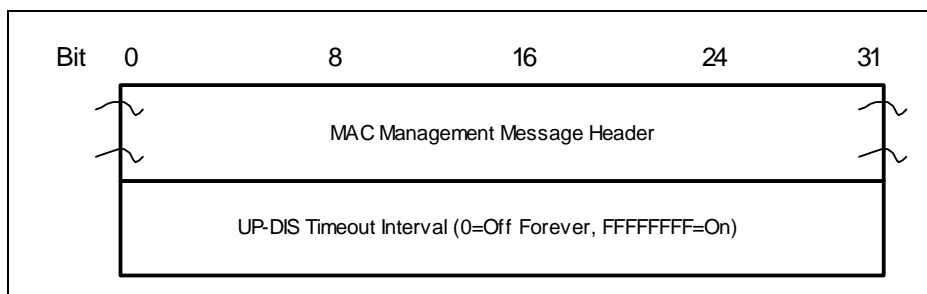 Bit 0 8 16 24 31
MAC Management Message Header
UP-DIS Timeout Interval (0=Off Forever, FFFFFFFF=On)